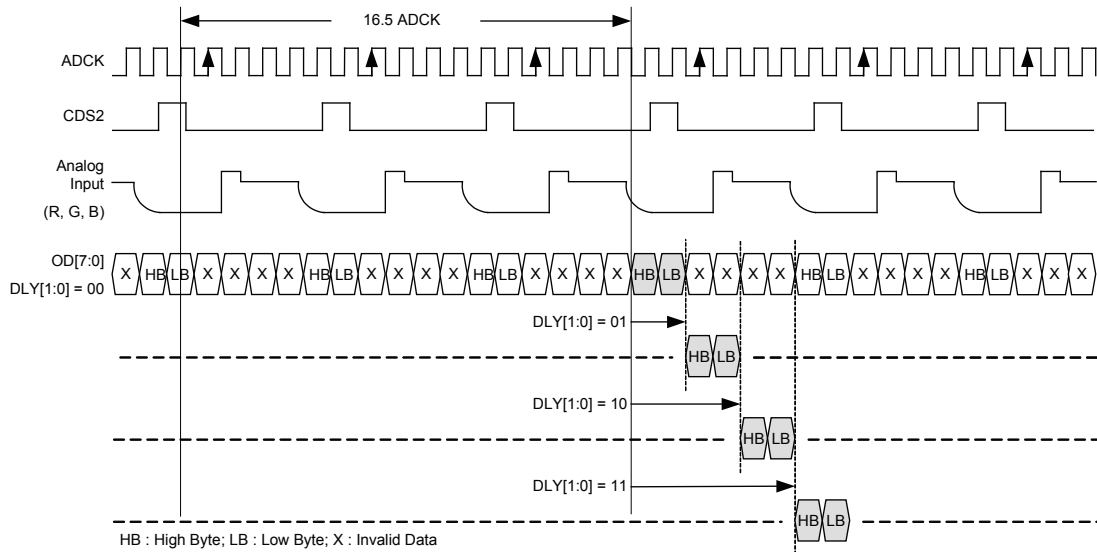 16.5 ADCK
ADCK
CDS2
Analog
Input
(R, G, B)
OD[7:0]
DLY[1:0] = 00
X HB LB X X X X HB LB X X X X HB LB X X X X HB LB X X X X HB LB X X X X HB LB X X X
DLY[1:0] = 01
HB LB
DLY[1:0] = 10
HB LB
DLY[1:0] = 11
HB LB
HB : High Byte; LB : Low Byte; X : Invalid Data